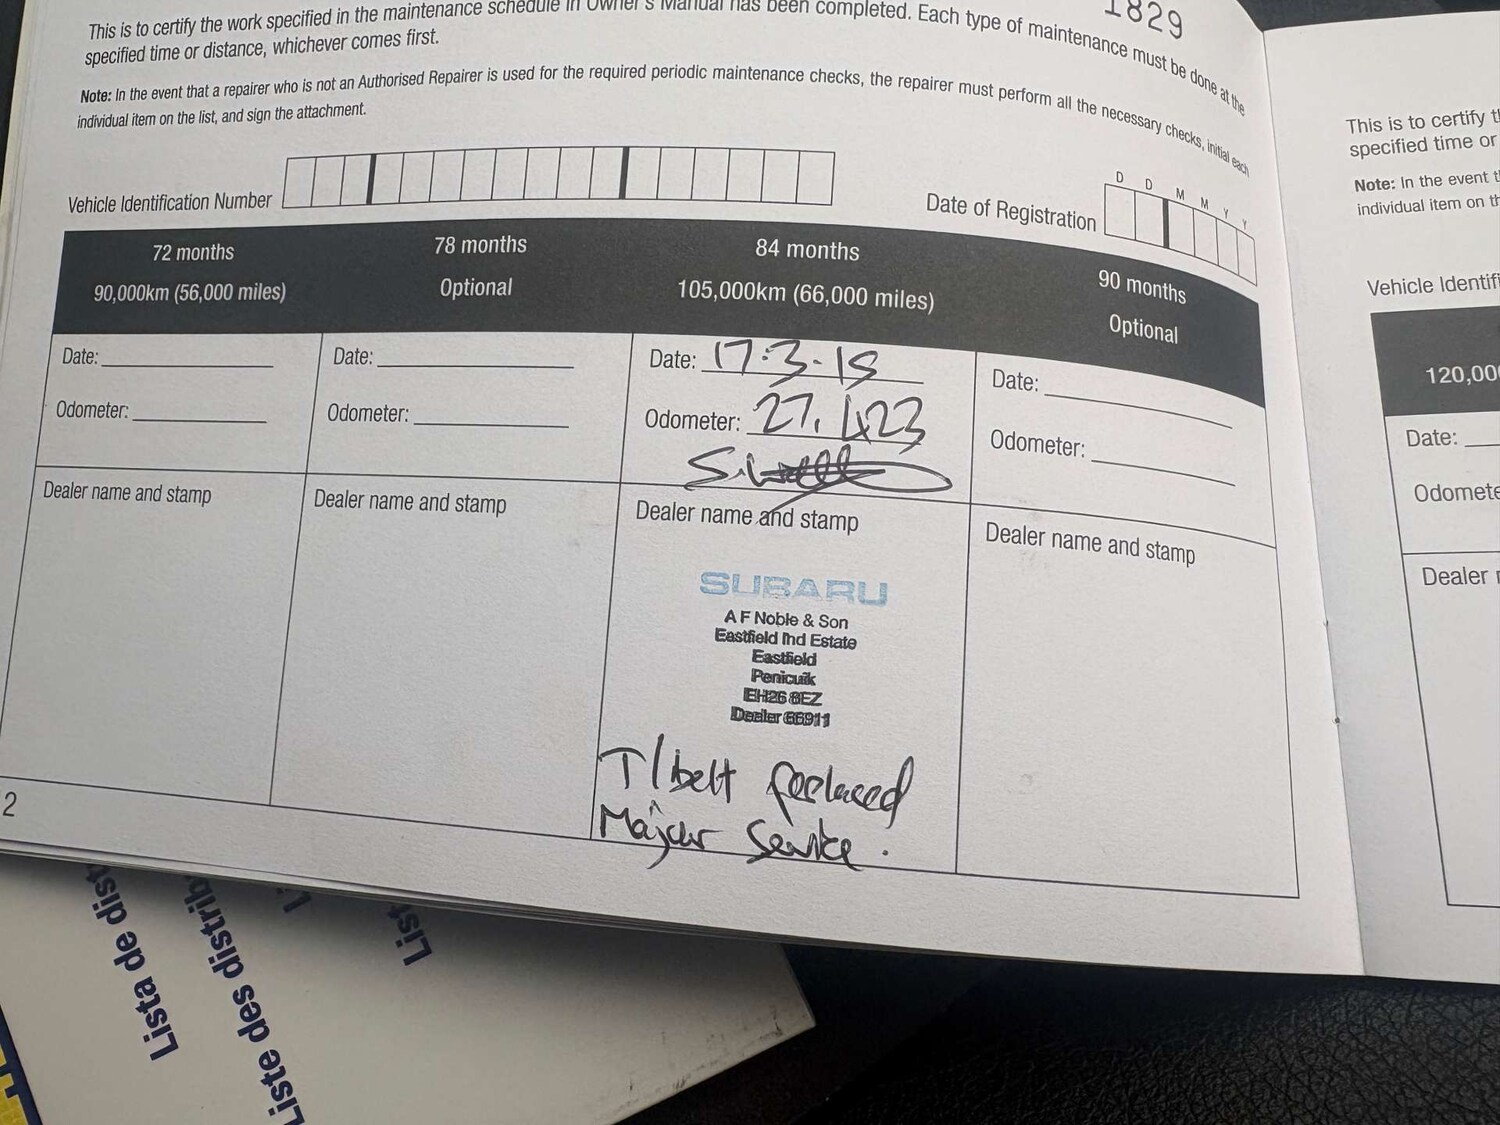 1829
This is to certify the work specified in the maintenance schedule in Owner's Manual has been completed. Each type of maintenance must be done at the
specified time or distance, whichever comes first.
Note: In the event that a repairer who is not an Authorised Repairer is used for the required periodic maintenance checks, the repairer must perform all the necessary checks, initial each
individual item on the list, and sign the attachment.
Vehicle Identification Number
Date of Registration
D D M M Y Y
72 months
90,000km (56,000 miles)
Date:
Odometer:
Dealer name and stamp
78 months
Optional
Date:
Odometer:
Dealer name and stamp
84 months
105,000km (66,000 miles)
Date: 17.3-15
Odometer: 27,423
Dealer name and stamp
SUBARU
A F Noble & Son
Eastfield Ind Estate
Eastfield
Penicuik
EH26 8EZ
Dealer 66911
T/belt replaced
Major Service.
90 months
Optional
Date:
Odometer:
Dealer name and stamp
2
This is to certify
specified time or
Note: In the event
individual item on
Vehicle Identifi
120,00
Date:
Odomete
Dealer
Lista de dist
Liste des distrib
Li
List